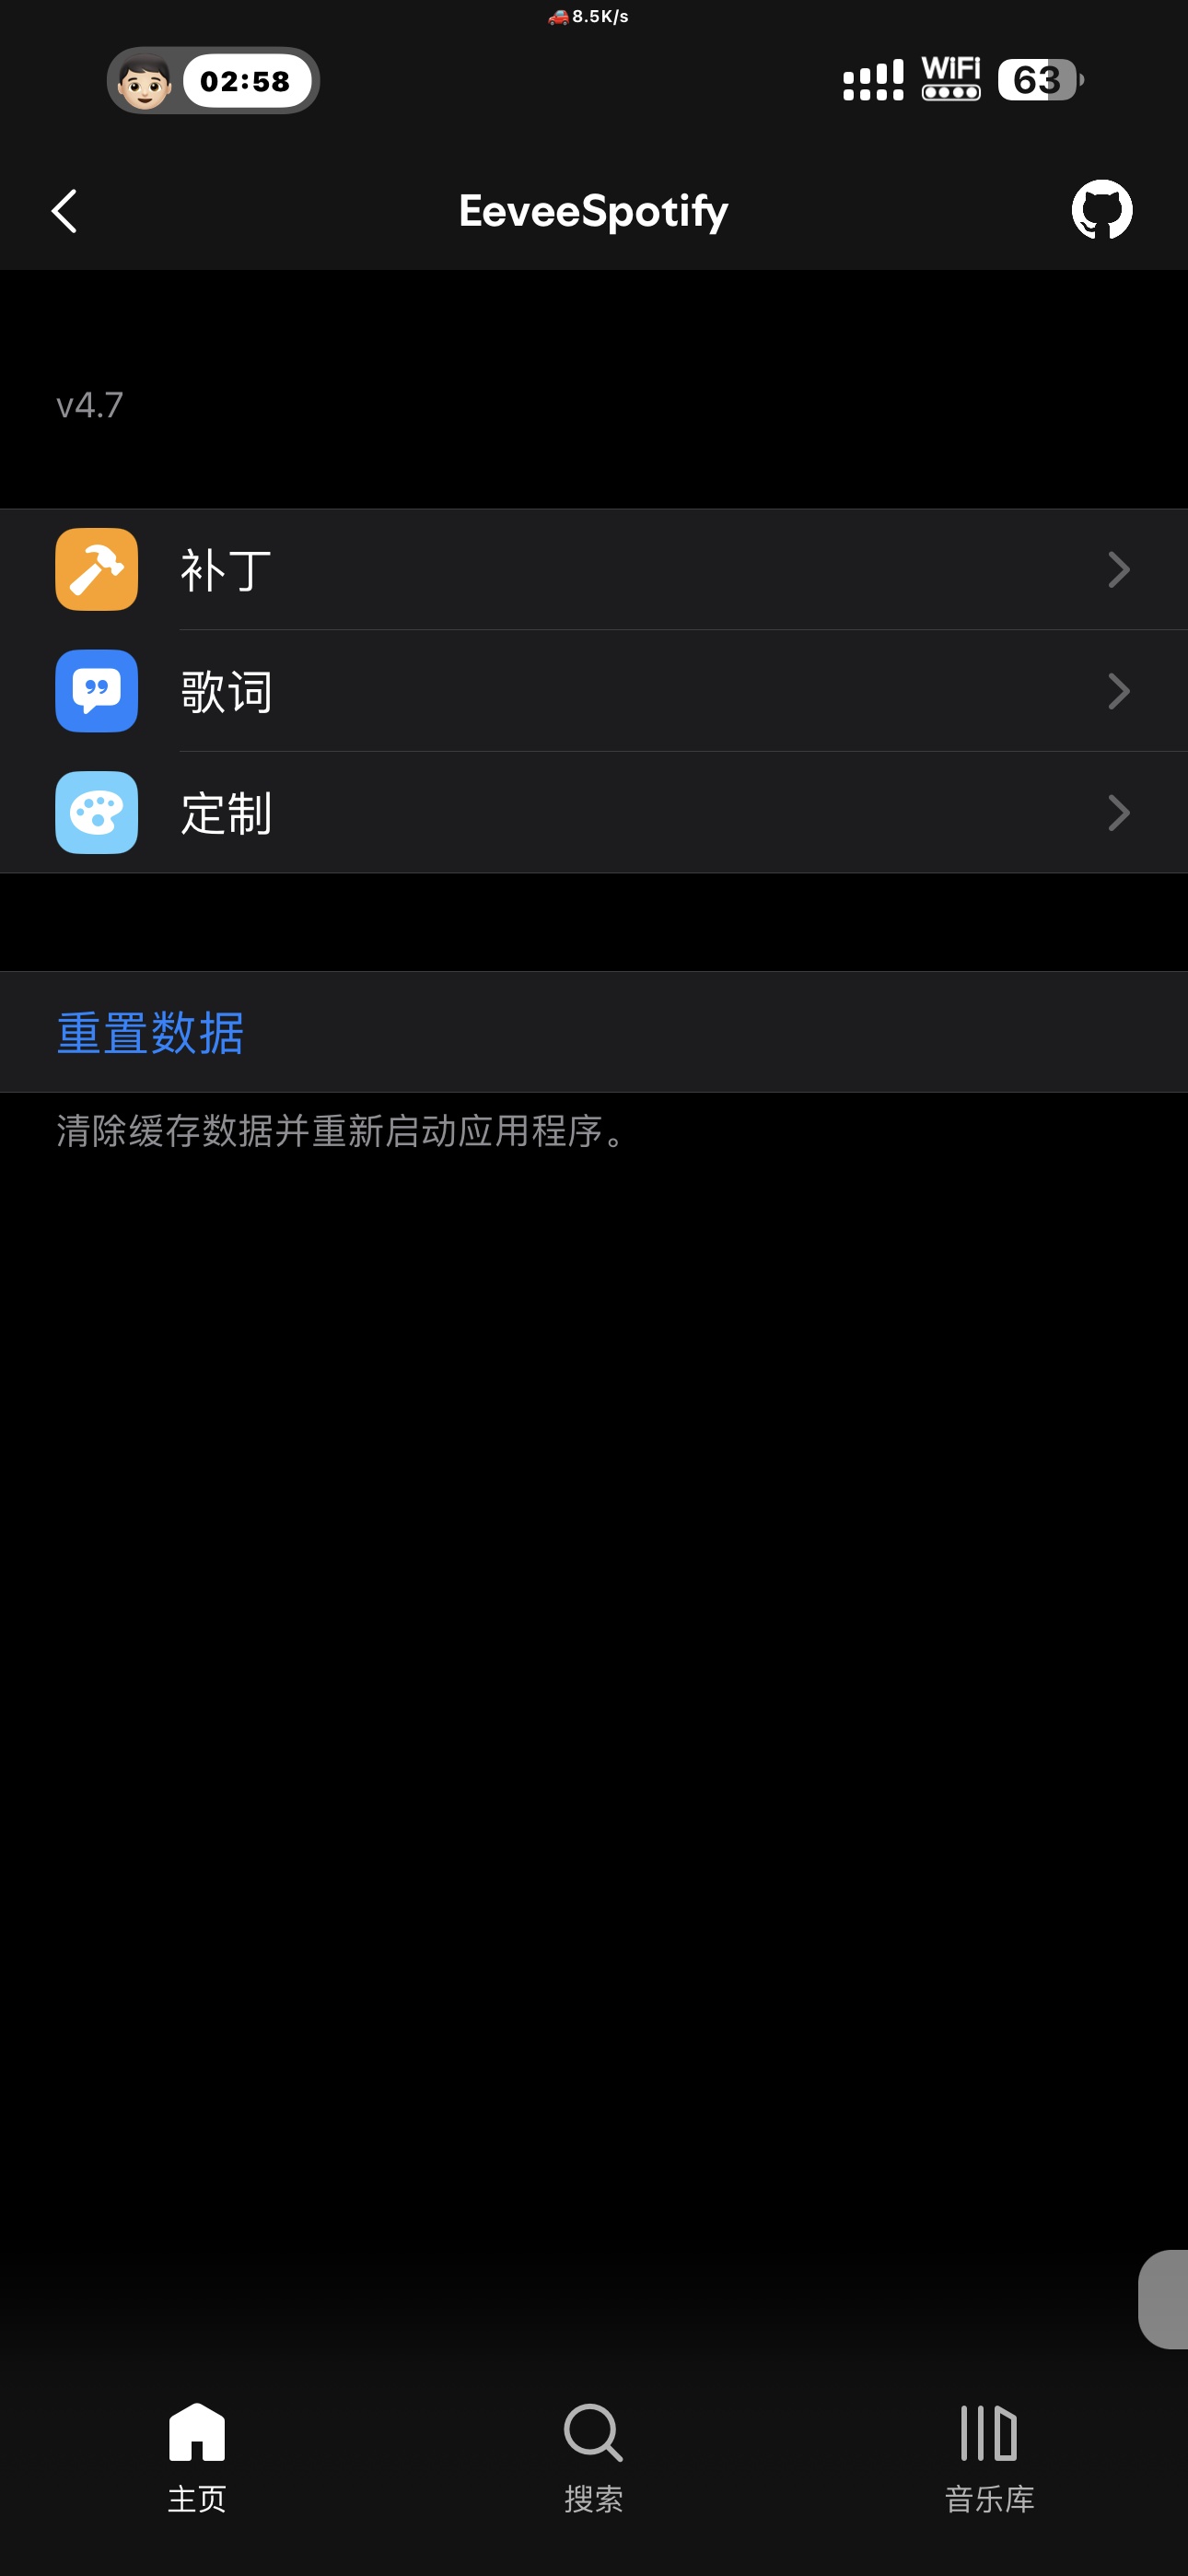 🚗8.5K/s
02:58
WiFi
63
EeveeSpotify
v4.7
补丁
歌词
定制
重置数据
清除缓存数据并重新启动应用程序。
主页
搜索
音乐库